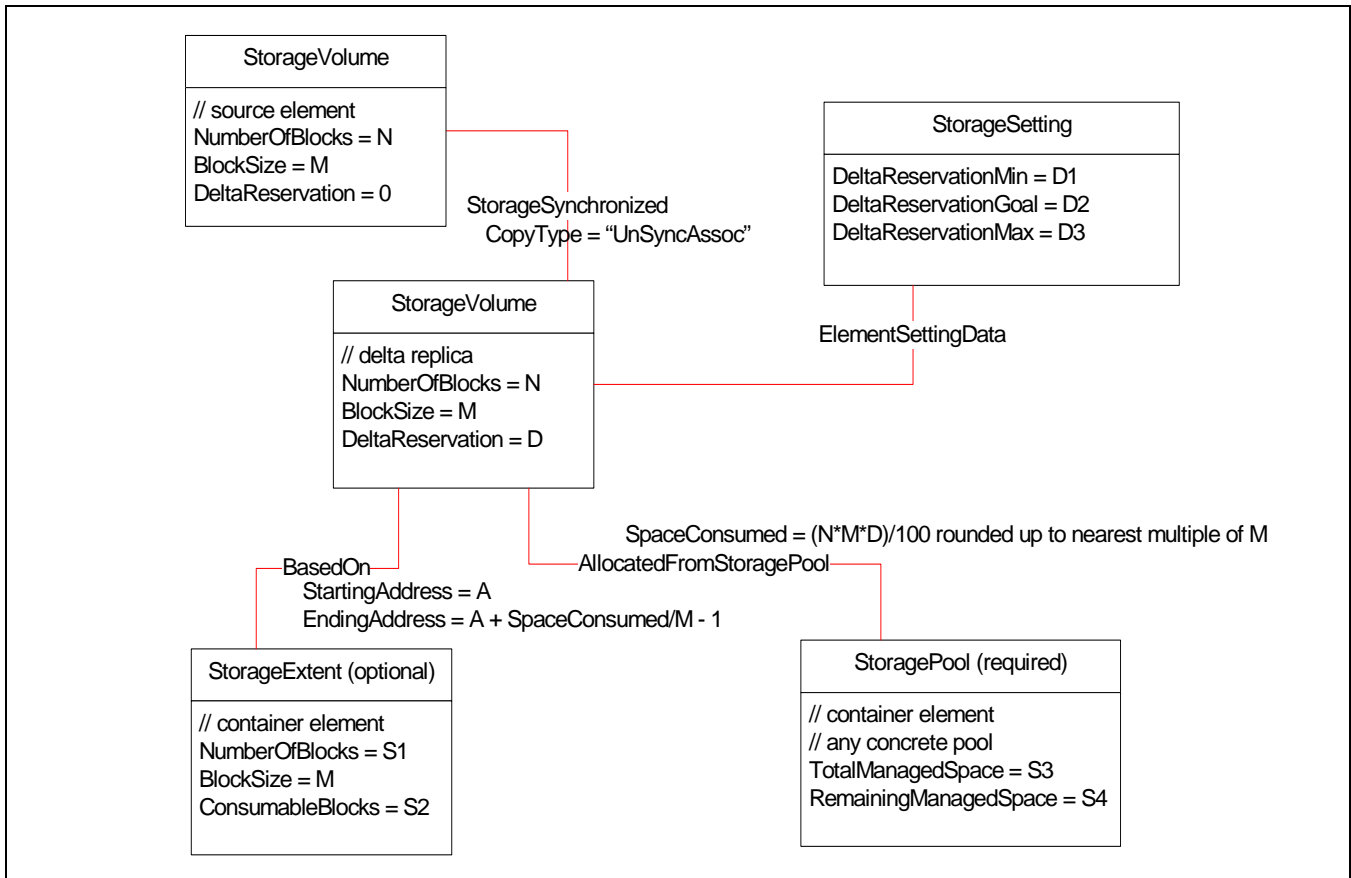 StorageVolume
// source element
NumberOfBlocks = N
BlockSize = M
DeltaReservation = 0
StorageSetting
DeltaReservationMin = D1
DeltaReservationGoal = D2
DeltaReservationMax = D3
StorageSynchronized
CopyType = “UnSyncAssoc”
StorageVolume
// delta replica
NumberOfBlocks = N
BlockSize = M
DeltaReservation = D
ElementSettingData
SpaceConsumed = (N*M*D)/100 rounded up to nearest multiple of M
AllocatedFromStoragePool
BasedOn
StartingAddress = A
EndingAddress = A + SpaceConsumed/M - 1
StorageExtent (optional)
// container element
NumberOfBlocks = S1
BlockSize = M
ConsumableBlocks = S2
StoragePool (required)
// container element
// any concrete pool
TotalManagedSpace = S3
RemainingManagedSpace = S4